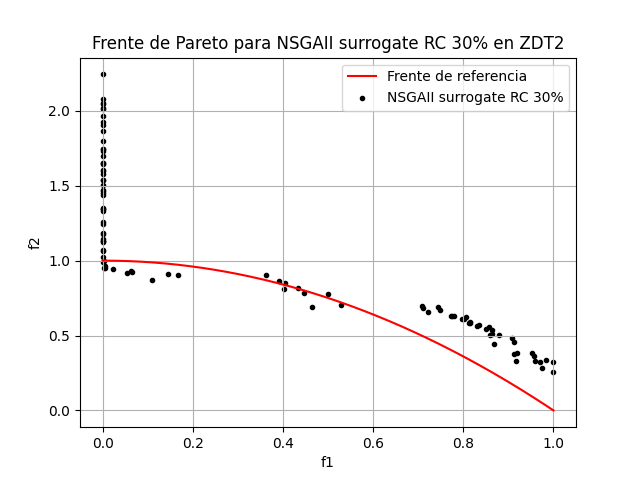 Frente de Pareto para NSGAII surrogate RC 30% en ZDT2
Frente de referencia
NSGAII surrogate RC 30%
f2
2.0
1.5
1.0
0.5
0.0
0.0 0.2 0.4 0.6 0.8 1.0
f1